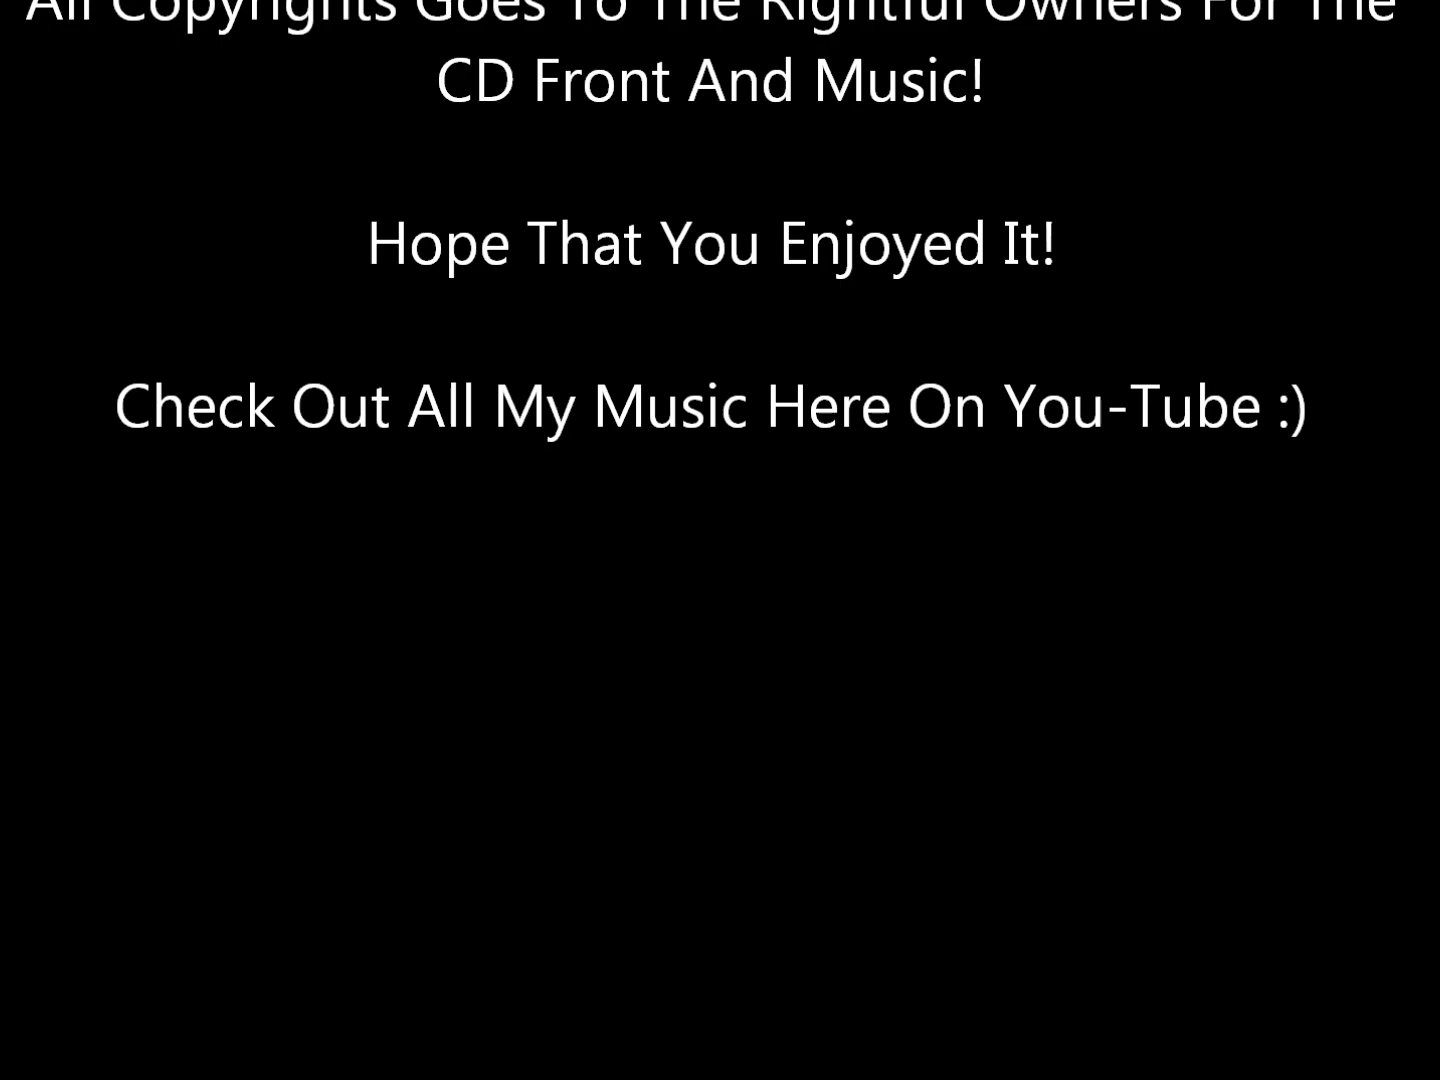 All Copyrights Goes To The Rightful Owners For The
CD Front And Music!
Hope That You Enjoyed It!
Check Out All My Music Here On You-Tube :)